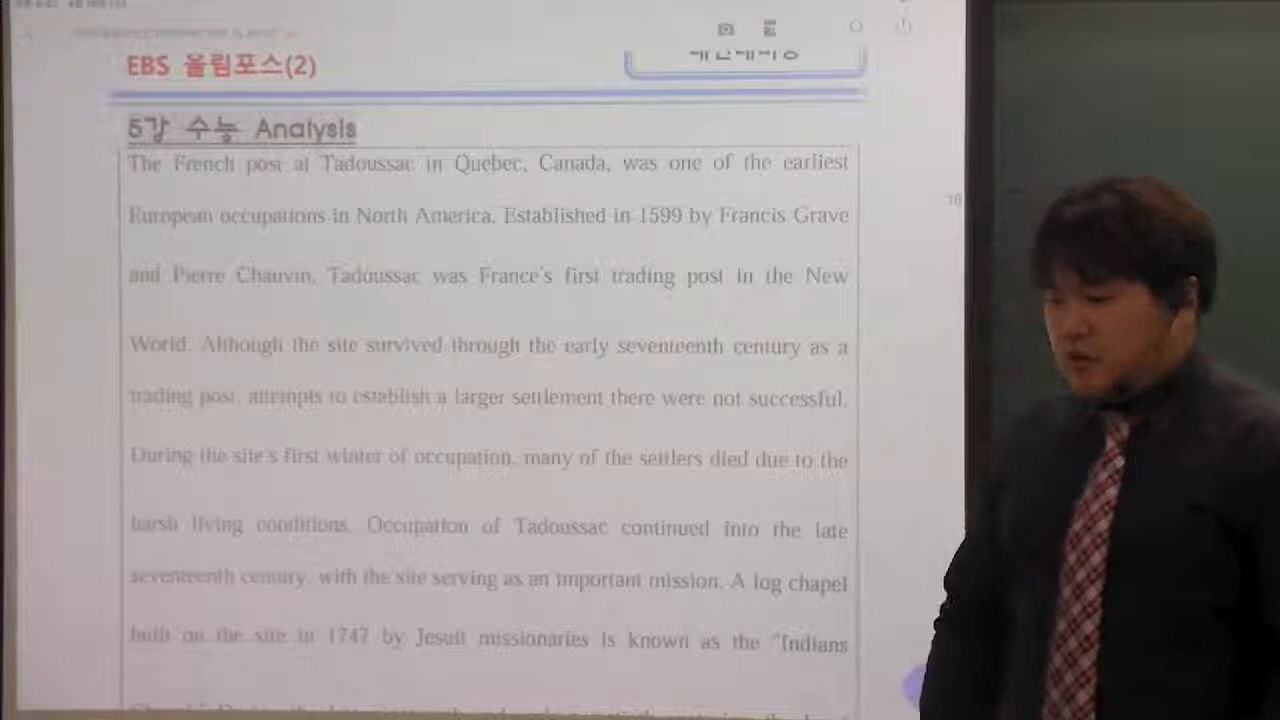 EBS 올림포스(2)
5강 수능 Analysis
The French post at Tadoussac in Quebec, Canada, was one of the earliest
European occupations in North America. Established in 1599 by Francis Grave
and Pierre Chauvin, Tadoussac was France's first trading post in the New
World. Although the site survived through the early seventeenth century as a
trading post, attempts to establish a larger settlement there were not successful.
During the site's first winter of occupation, many of the settlers died due to the
harsh living conditions. Occupation of Tadoussac continued into the late
seventeenth century, with the site serving as an important mission. A log chapel
built on the site in 1747 by Jesuit missionaries is known as the "Indians
16